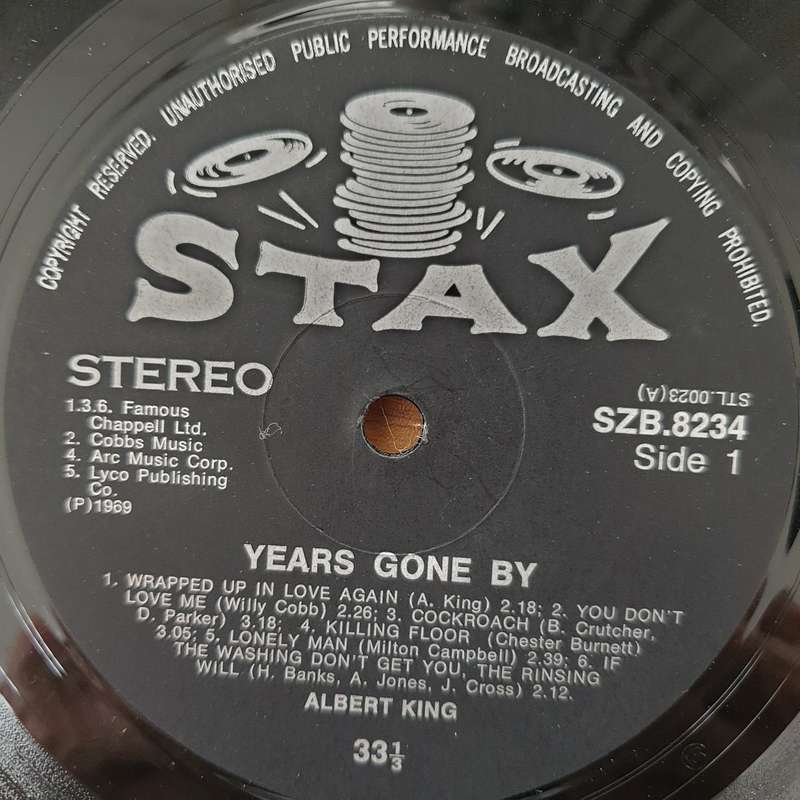 COPYRIGHT RESERVED. UNAUTHORISED PUBLIC PERFORMANCE BROADCASTING AND COPYING PROHIBITED.
STAX
STEREO
1.3.6. Famous
Chappell Ltd.
2. Cobbs Music
4. Arc Music Corp.
5. Lyco Publishing
Co.
(P)1969
STL.0023(A)
SZB.8234
Side 1
YEARS GONE BY
1. WRAPPED UP IN LOVE AGAIN (A. King) 2.18; 2. YOU DON'T
LOVE ME (Willy Cobb) 2.26; 3. COCKROACH (B. Crutcher,
D. Parker) 3.18; 4. KILLING FLOOR (Chester Burnett)
3.05; 5. LONELY MAN (Milton Campbell) 2.39; 6. IF
THE WASHING DON'T GET YOU, THE RINSING
WILL (H. Banks, A. Jones, J. Cross) 2.12.
ALBERT KING
33 1/3